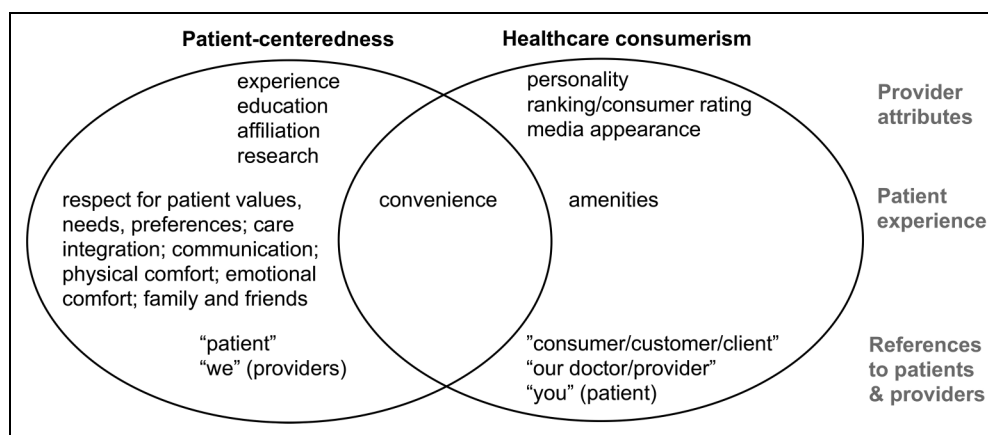 Patient-centeredness
Healthcare consumerism
experience
education
affiliation
research
personality
ranking/consumer rating
media appearance
Provider
attributes
respect for patient values,
needs, preferences; care
integration; communication;
physical comfort; emotional
comfort; family and friends
convenience
amenities
Patient
experience
“patient”
“we” (providers)
”consumer/customer/client”
“our doctor/provider”
“you” (patient)
References
to patients
& providers